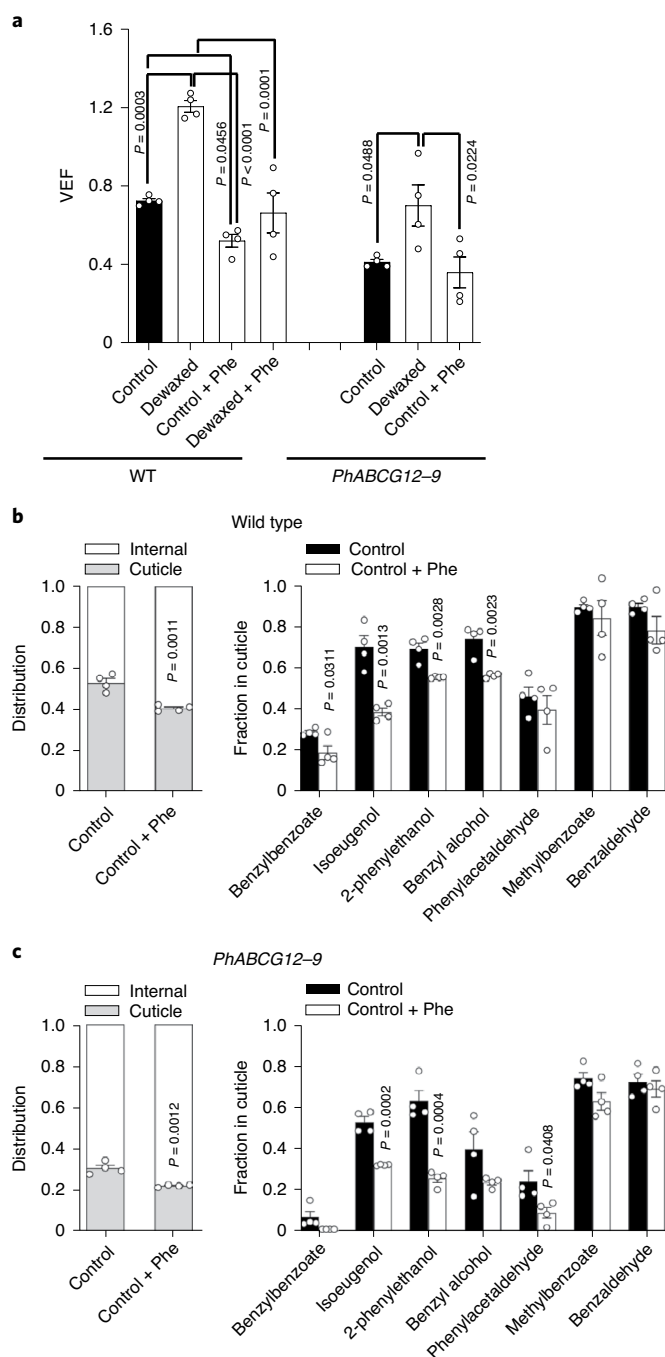 a
1.6
1.2
0.8
0.4
0
VEF
P = 0.0003
P = 0.0456
P < 0.0001
P = 0.0001
P = 0.0488
P = 0.0224
Control
Dewaxed
Control + Phe
Dewaxed + Phe
Control
Dewaxed
Control + Phe
WT
PhABCG12–9
b
Wild type
Internal
Cuticle
1.0
0.8
0.6
0.4
0.2
0
Distribution
P = 0.0011
Control
Control + Phe
Control
Control + Phe
1.0
0.8
0.6
0.4
0.2
0
Fraction in cuticle
P = 0.0311
P = 0.0013
P = 0.0028
P = 0.0023
Benzylbenzoate
Isoeugenol
2-phenylethanol
Benzyl alcohol
Phenylacetaldehyde
Methylbenzoate
Benzaldehyde
c
PhABCG12–9
Internal
Cuticle
1.0
0.8
0.6
0.4
0.2
0
Distribution
P = 0.0012
Control
Control + Phe
Control
Control + Phe
1.0
0.8
0.6
0.4
0.2
0
Fraction in cuticle
P = 0.0002
P = 0.0004
P = 0.0408
Benzylbenzoate
Isoeugenol
2-phenylethanol
Benzyl alcohol
Phenylacetaldehyde
Methylbenzoate
Benzaldehyde